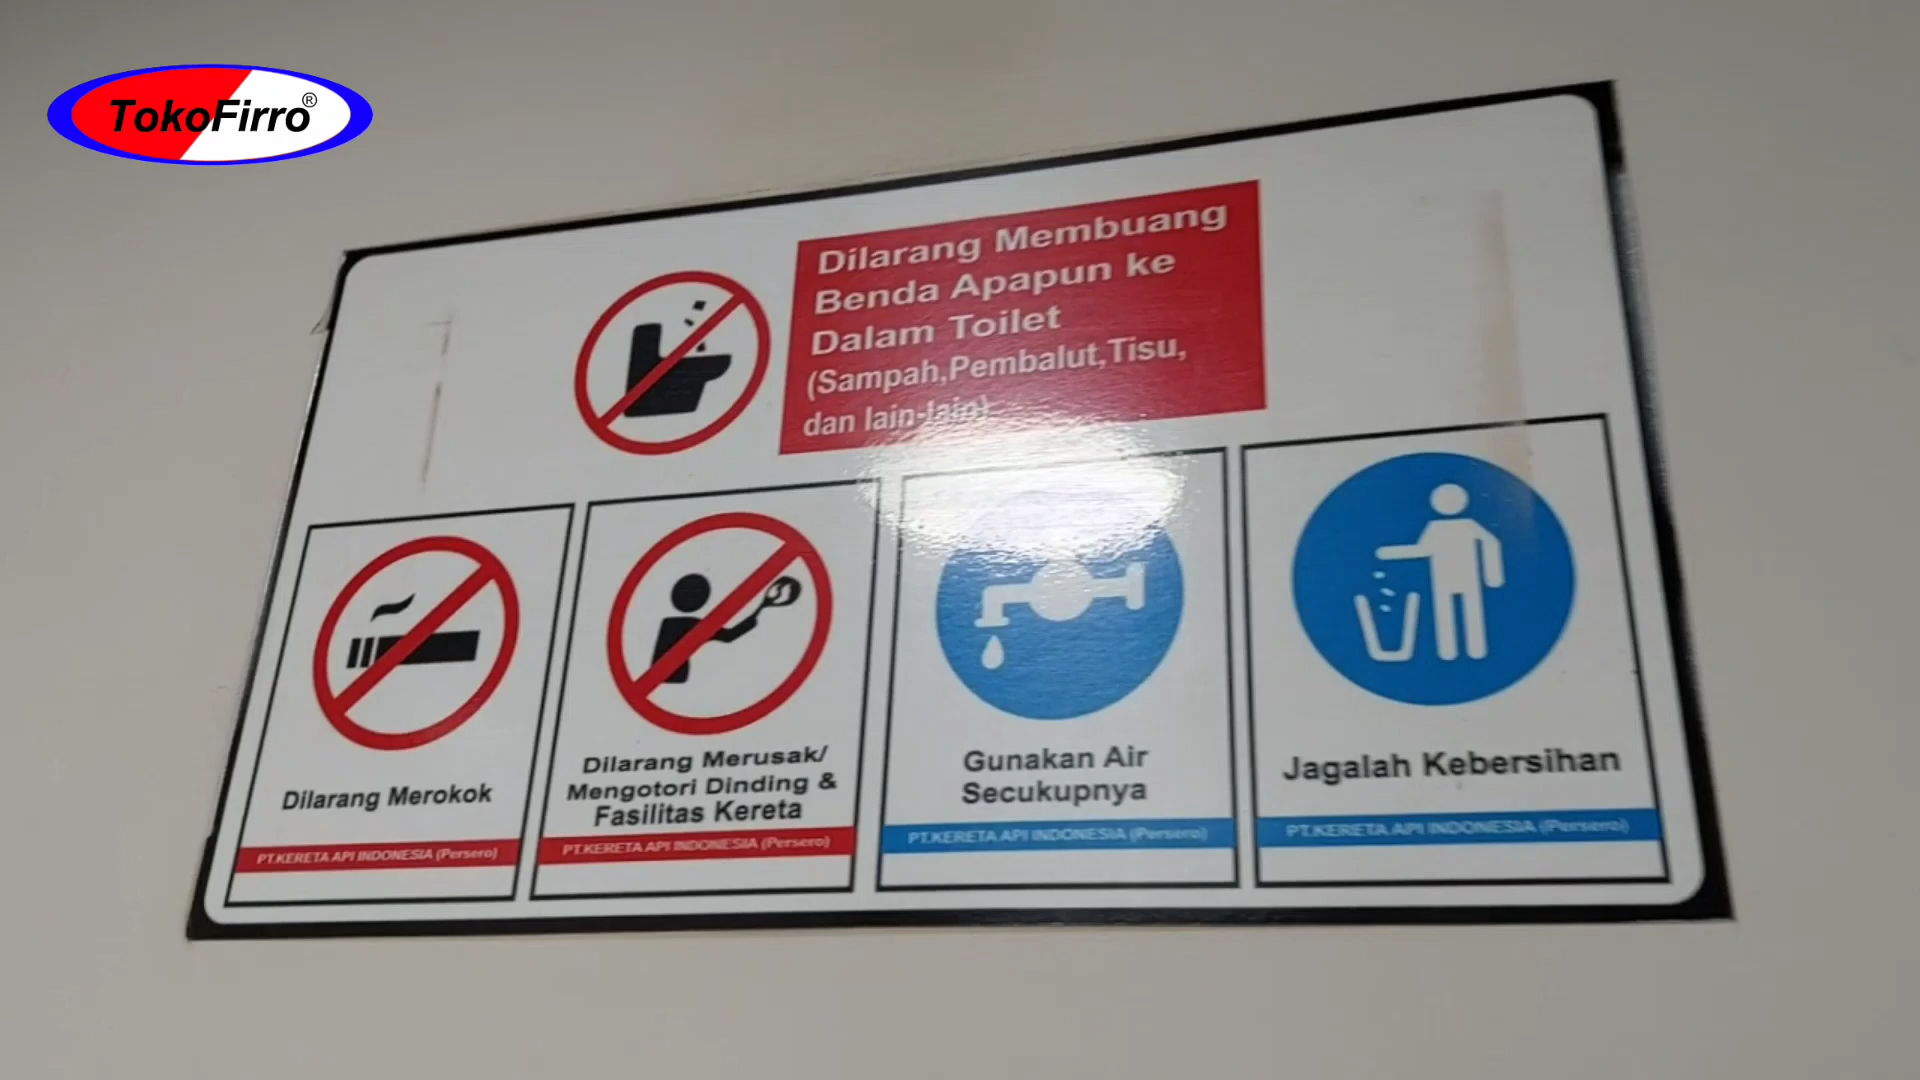 TokoFirro®
Dilarang Membuang
Benda Apapun ke
Dalam Toilet
(Sampah,Pembalut,Tisu,
dan lain-lain)
Dilarang Merokok
PT.KERETA API INDONESIA (Persero)
Dilarang Merusak/
Mengotori Dinding &
Fasilitas Kereta
PT.KERETA API INDONESIA (Persero)
Gunakan Air
Secukupnya
PT.KERETA API INDONESIA (Persero)
Jagalah Kebersihan
PT.KERETA API INDONESIA (Persero)